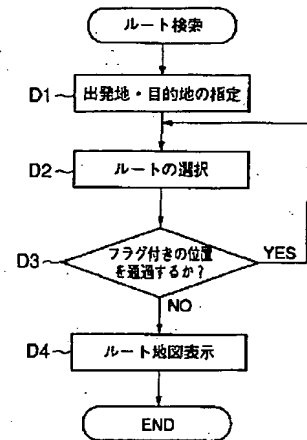 ルート検索
D1 出発地・目的地の指定
D2 ルートの選択
D3 フラグ付きの位置
を通過するか?
YES
NO
D4 ルート地図表示
END